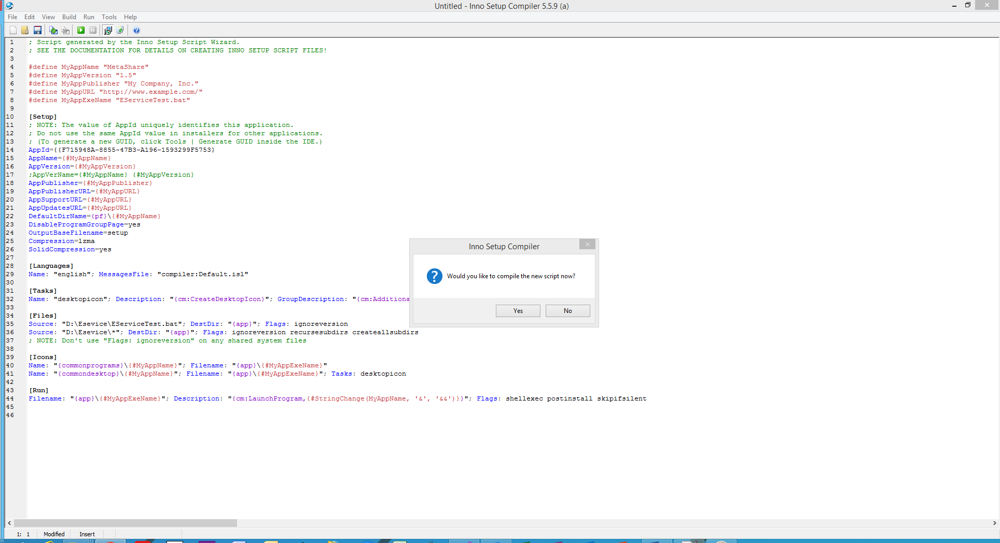 Untitled - Inno Setup Compiler 5.5.9 (a)
File Edit View Build Run Tools Help
1 ; Script generated by the Inno Setup Script Wizard.
2 ; SEE THE DOCUMENTATION FOR DETAILS ON CREATING INNO SETUP SCRIPT FILES!
3
4 #define MyAppName "MetaShare"
5 #define MyAppVersion "1.5"
6 #define MyAppPublisher "My Company, Inc."
7 #define MyAppURL "http://www.example.com/"
8 #define MyAppExeName "EServiceTest.bat"
9
10 [Setup]
11 ; NOTE: The value of AppId uniquely identifies this application.
12 ; Do not use the same AppId value in installers for other applications.
13 ; (To generate a new GUID, click Tools | Generate GUID inside the IDE.)
14 AppId={{F715948A-8855-47B3-A196-1593299F5753}
15 AppName={#MyAppName}
16 AppVersion={#MyAppVersion}
17 ;AppVerName={#MyAppName} {#MyAppVersion}
18 AppPublisher={#MyAppPublisher}
19 AppPublisherURL={#MyAppURL}
20 AppSupportURL={#MyAppURL}
21 AppUpdatesURL={#MyAppURL}
22 DefaultDirName={pf}\{#MyAppName}
23 DisableProgramGroupPage=yes
24 OutputBaseFilename=setup
25 Compression=lzma
26 SolidCompression=yes
27
28 [Languages]
29 Name: "english"; MessagesFile: "compiler:Default.isl"
30
31 [Tasks]
32 Name: "desktopicon"; Description: "{cm:CreateDesktopIcon}"; GroupDescription: "{cm:Additiona
33
34 [Files]
35 Source: "D:\Esevice\EServiceTest.bat"; DestDir: "{app}"; Flags: ignoreversion
36 Source: "D:\Esevice\*"; DestDir: "{app}"; Flags: ignoreversion recursesubdirs createallsubdirs
37 ; NOTE: Don't use "Flags: ignoreversion" on any shared system files
38
39 [Icons]
40 Name: "{commonprograms}\{#MyAppName}"; Filename: "{app}\{#MyAppExeName}"
41 Name: "{commondesktop}\{#MyAppName}"; Filename: "{app}\{#MyAppExeName}"; Tasks: desktopicon
42
43 [Run]
44 Filename: "{app}\{#MyAppExeName}"; Description: "{cm:LaunchProgram,{#StringChange(MyAppName, '&', '&&')}}"; Flags: shellexec postinstall skipifsilent
45
46
Inno Setup Compiler
Would you like to compile the new script now?
Yes No
1: 1 Modified Insert